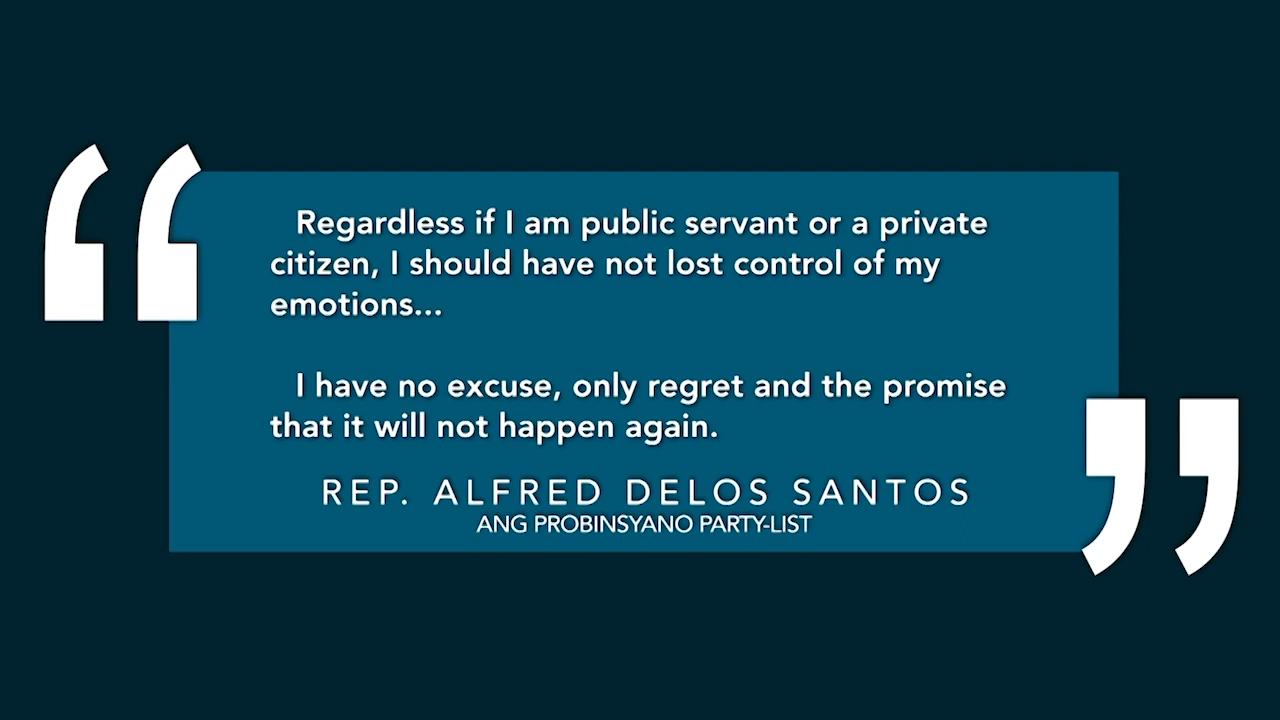 Regardless if I am public servant or a private
citizen, I should have not lost control of my
emotions...
I have no excuse, only regret and the promise
that it will not happen again.
REP. ALFRED DELOS SANTOS
ANG PROBINSYANO PARTY-LIST